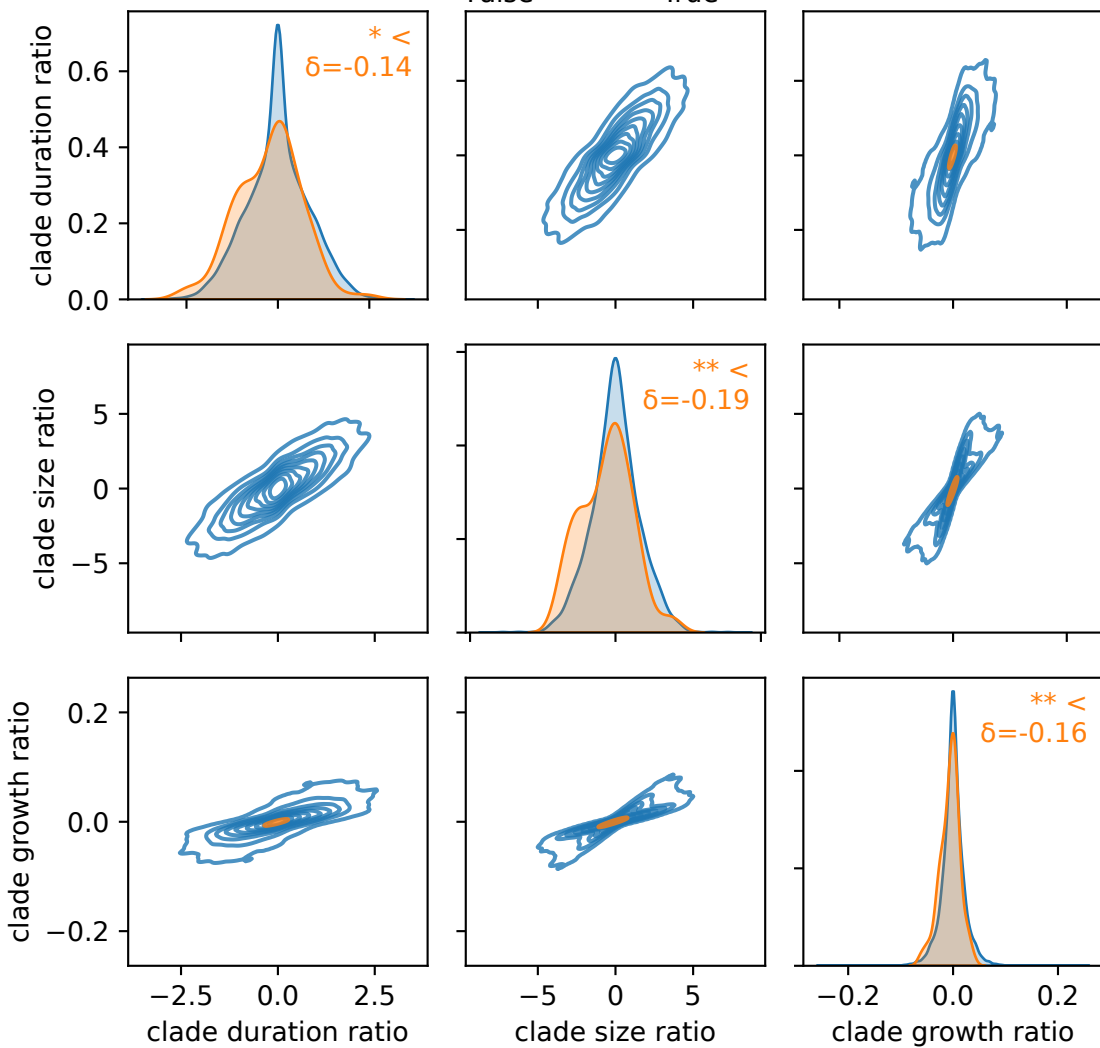 clade duration ratio
0.6
0.4
0.2
0.0
* <
δ=-0.14
clade size ratio
5
0
−5
** <
δ=-0.19
clade growth ratio
0.2
0.0
−0.2
** <
δ=-0.16
−2.5 0.0 2.5
clade duration ratio
−5 0 5
clade size ratio
−0.2 0.0 0.2
clade growth ratio